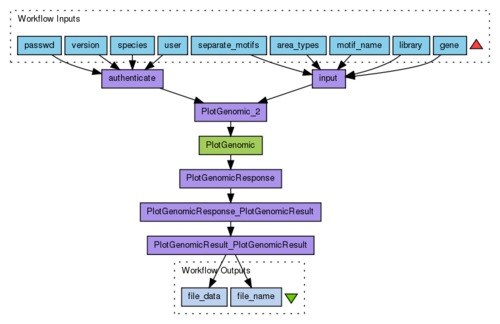 Workflow Inputs
passwd version species user separate_motifs area_types motif_name library gene
authenticate input
PlotGenomic_2
PlotGenomic
PlotGenomicResponse
PlotGenomicResponse_PlotGenomicResult
PlotGenomicResult_PlotGenomicResult
Workflow Outputs
file_data file_name